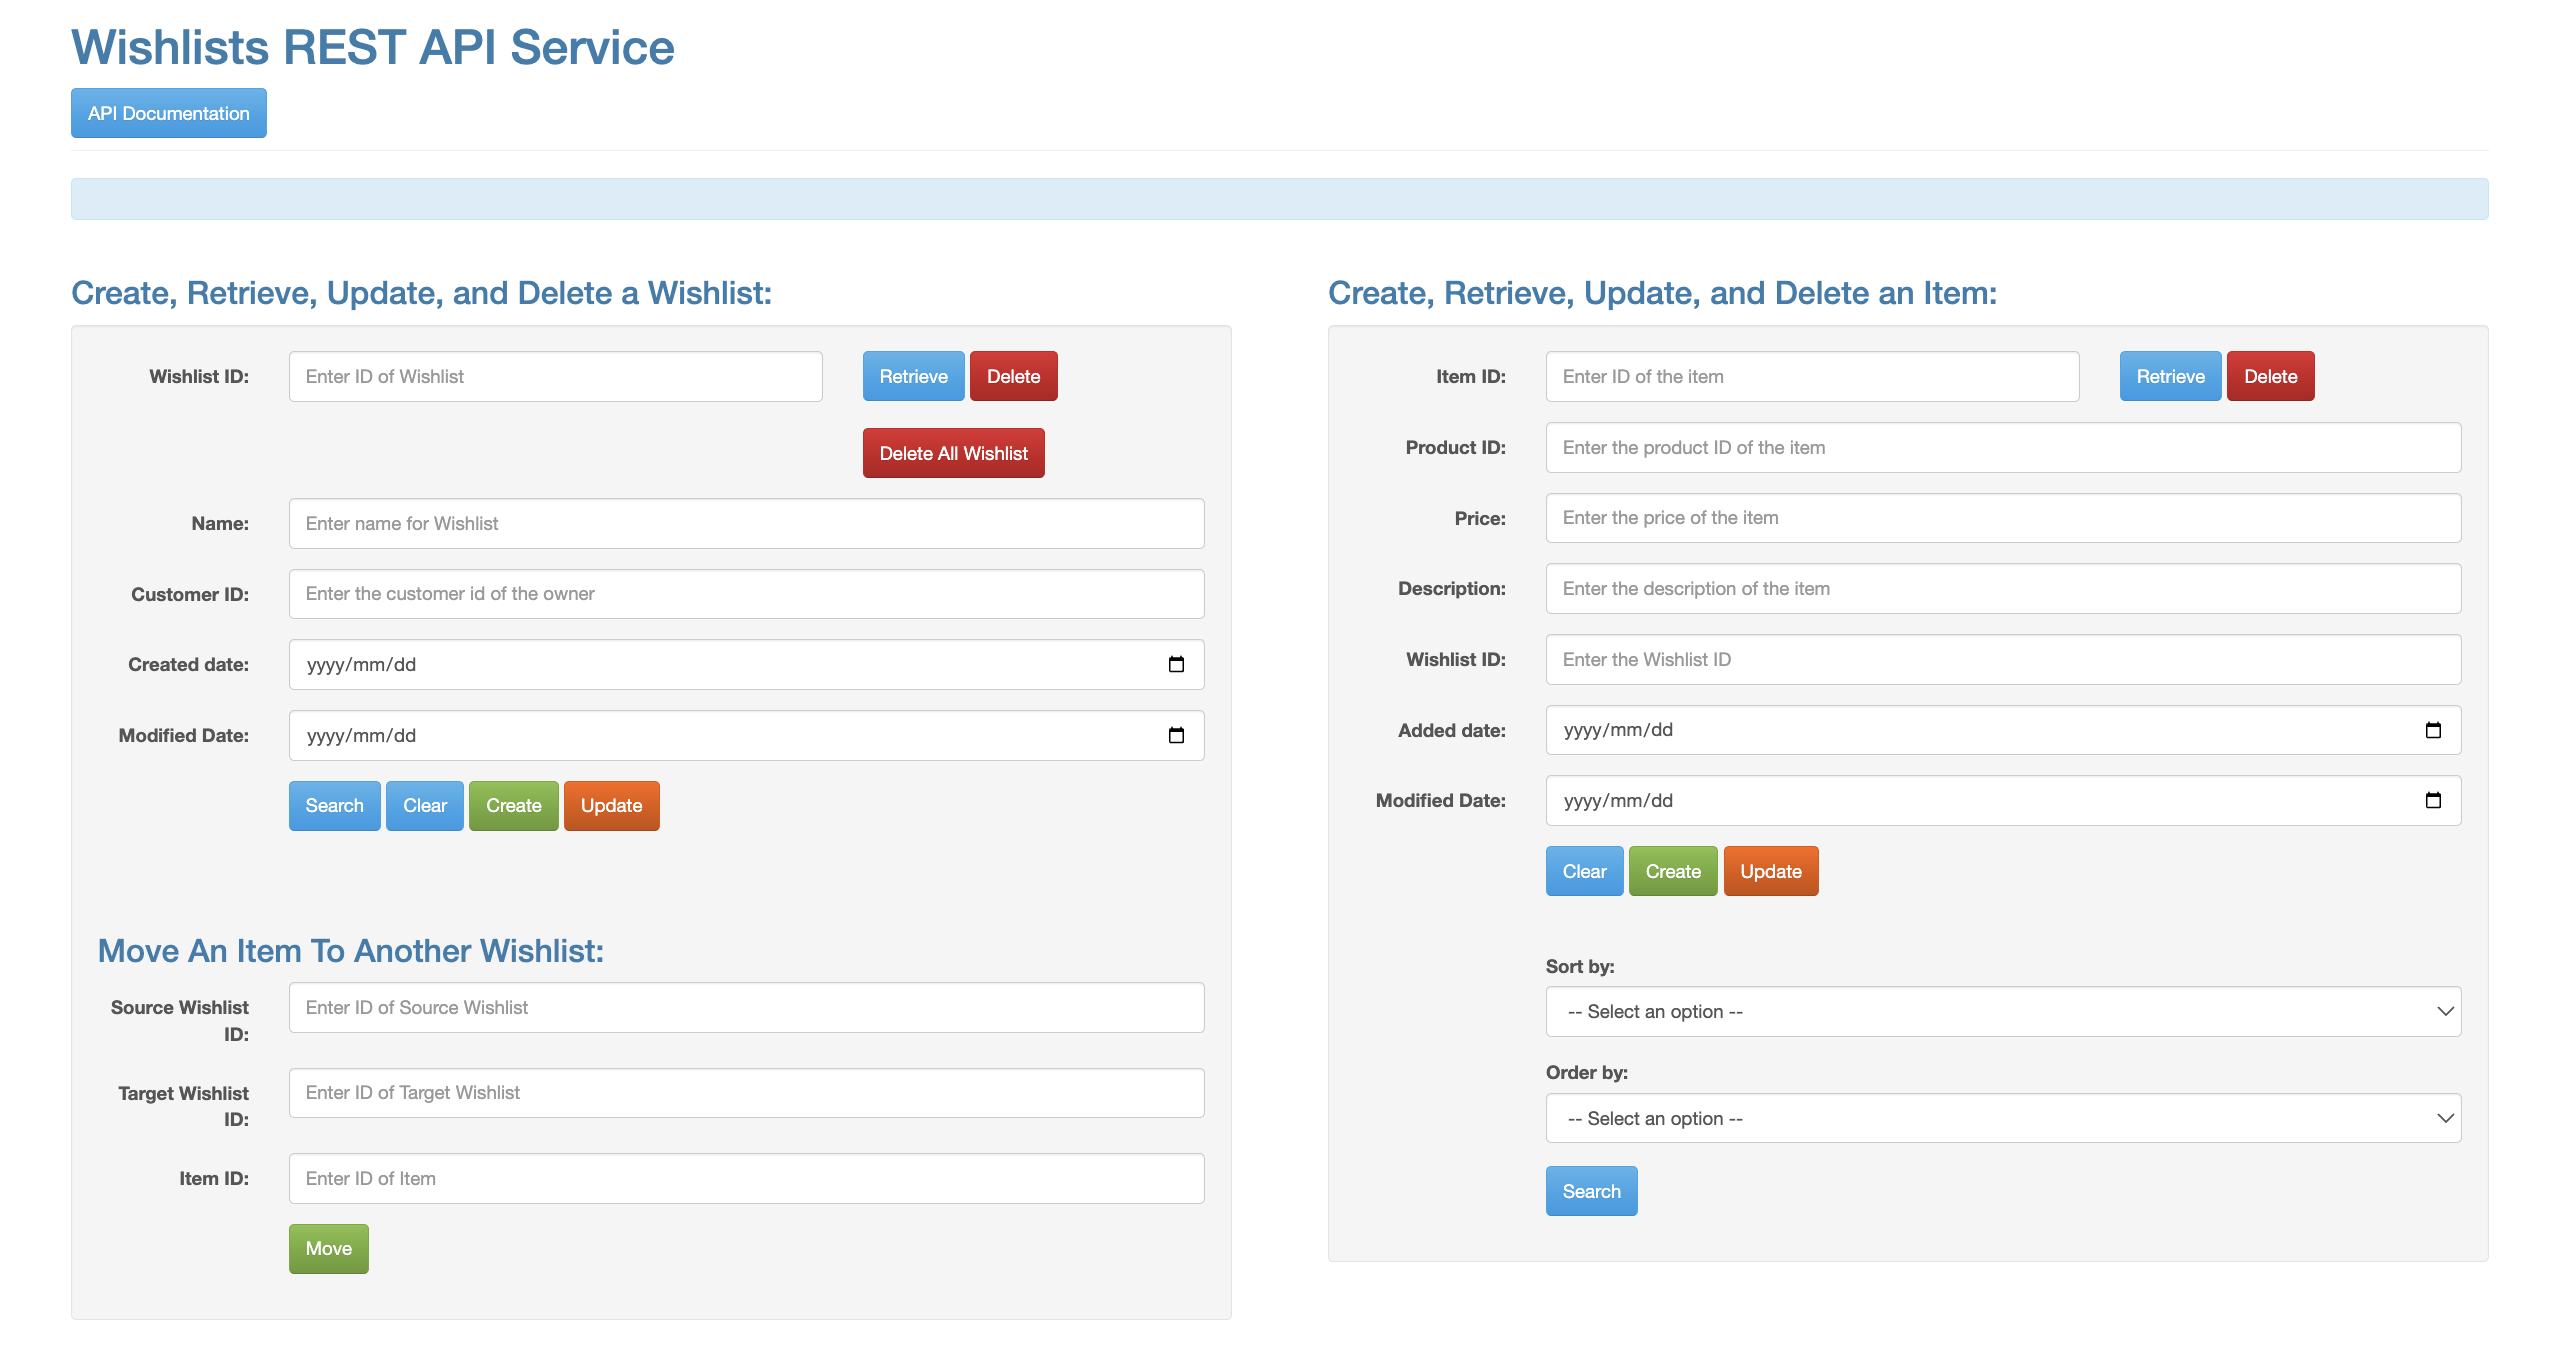 Wishlists REST API Service
API Documentation
Create, Retrieve, Update, and Delete a Wishlist:
Wishlist ID: Enter ID of Wishlist Retrieve Delete
Delete All Wishlist
Name: Enter name for Wishlist
Customer ID: Enter the customer id of the owner
Created date: yyyy/mm/dd
Modified Date: yyyy/mm/dd
Search Clear Create Update
Move An Item To Another Wishlist:
Source Wishlist ID: Enter ID of Source Wishlist
Target Wishlist ID: Enter ID of Target Wishlist
Item ID: Enter ID of Item
Move
Create, Retrieve, Update, and Delete an Item:
Item ID: Enter ID of the item Retrieve Delete
Product ID: Enter the product ID of the item
Price: Enter the price of the item
Description: Enter the description of the item
Wishlist ID: Enter the Wishlist ID
Added date: yyyy/mm/dd
Modified Date: yyyy/mm/dd
Clear Create Update
Sort by:
-- Select an option --
Order by:
-- Select an option --
Search